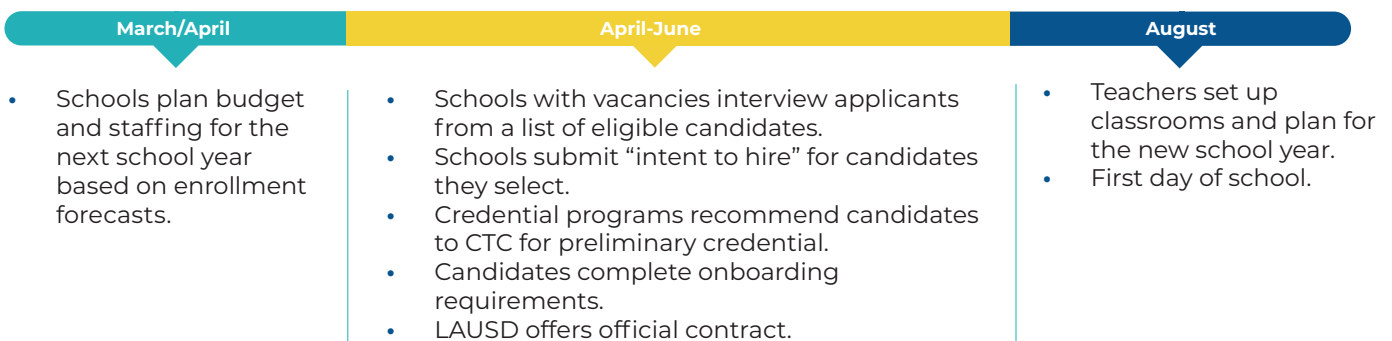 March/April
April-June
August
• Schools plan budget
and staffing for the
next school year
based on enrollment
forecasts.
• Schools with vacancies interview applicants
from a list of eligible candidates.
• Schools submit “intent to hire” for candidates
they select.
• Credential programs recommend candidates
to CTC for preliminary credential.
• Candidates complete onboarding
requirements.
• LAUSD offers official contract.
• Teachers set up
classrooms and plan for
the new school year.
• First day of school.